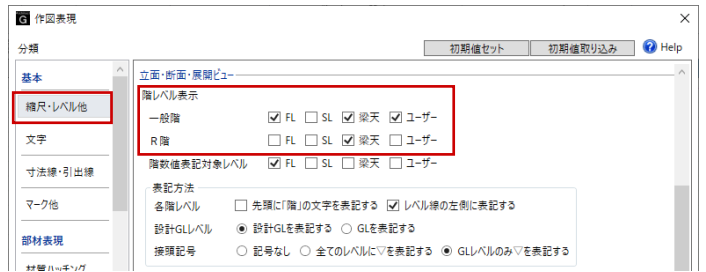 G 作図表現
分類
初期値セット 初期値取り込み ? Help
基本
縮尺・レベル他
文字
寸法線・引出線
マーク他
部材表現
材質ハッチング
立面・断面・展開ビュー
階レベル表示
一般階 FL SL 梁天 ユーザー
R階 FL SL 梁天 ユーザー
階数値表記対象レベル FL SL 梁天 ユーザー
表記方法
各階レベル 先頭に「階」の文字を表記する レベル線の左側に表記する
設計GLレベル 設計GLを表記する GLを表記する
接頭記号 記号なし 全てのレベルに▽を表記する GLレベルのみ▽を表記する